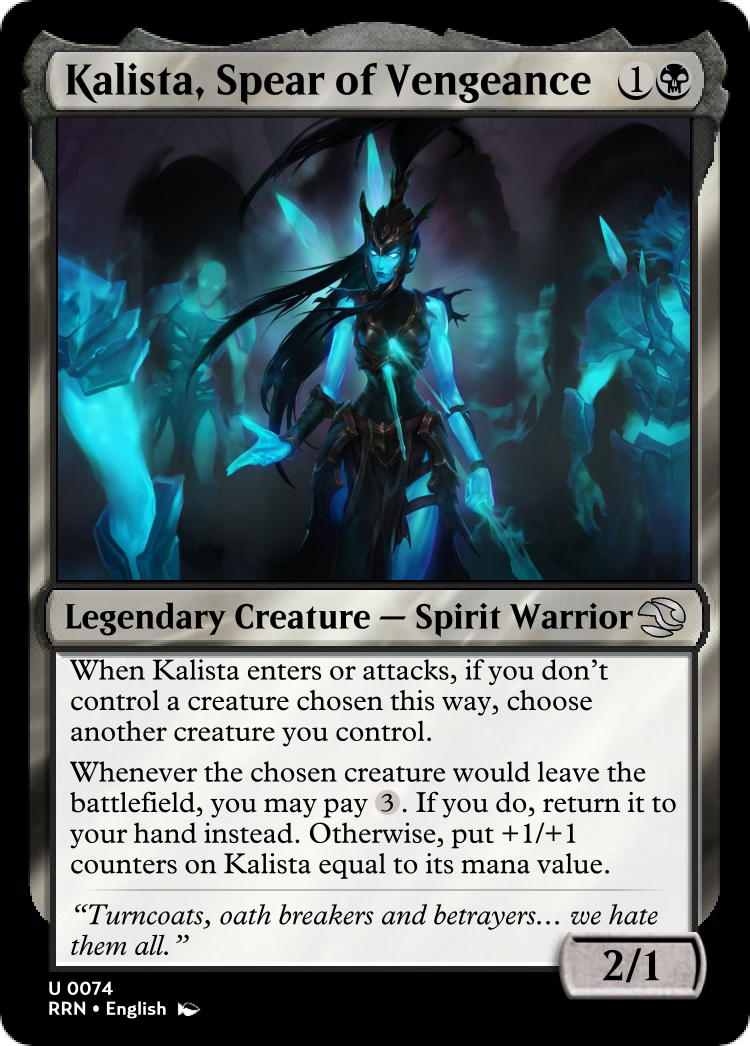 Kalista, Spear of Vengeance 1
Legendary Creature — Spirit Warrior
When Kalista enters or attacks, if you don't
control a creature chosen this way, choose
another creature you control.
Whenever the chosen creature would leave the
battlefield, you may pay 3. If you do, return it to
your hand instead. Otherwise, put +1/+1
counters on Kalista equal to its mana value.
“Turncoats, oath breakers and betrayers… we hate
them all.”
2/1
U 0074
RRN • English